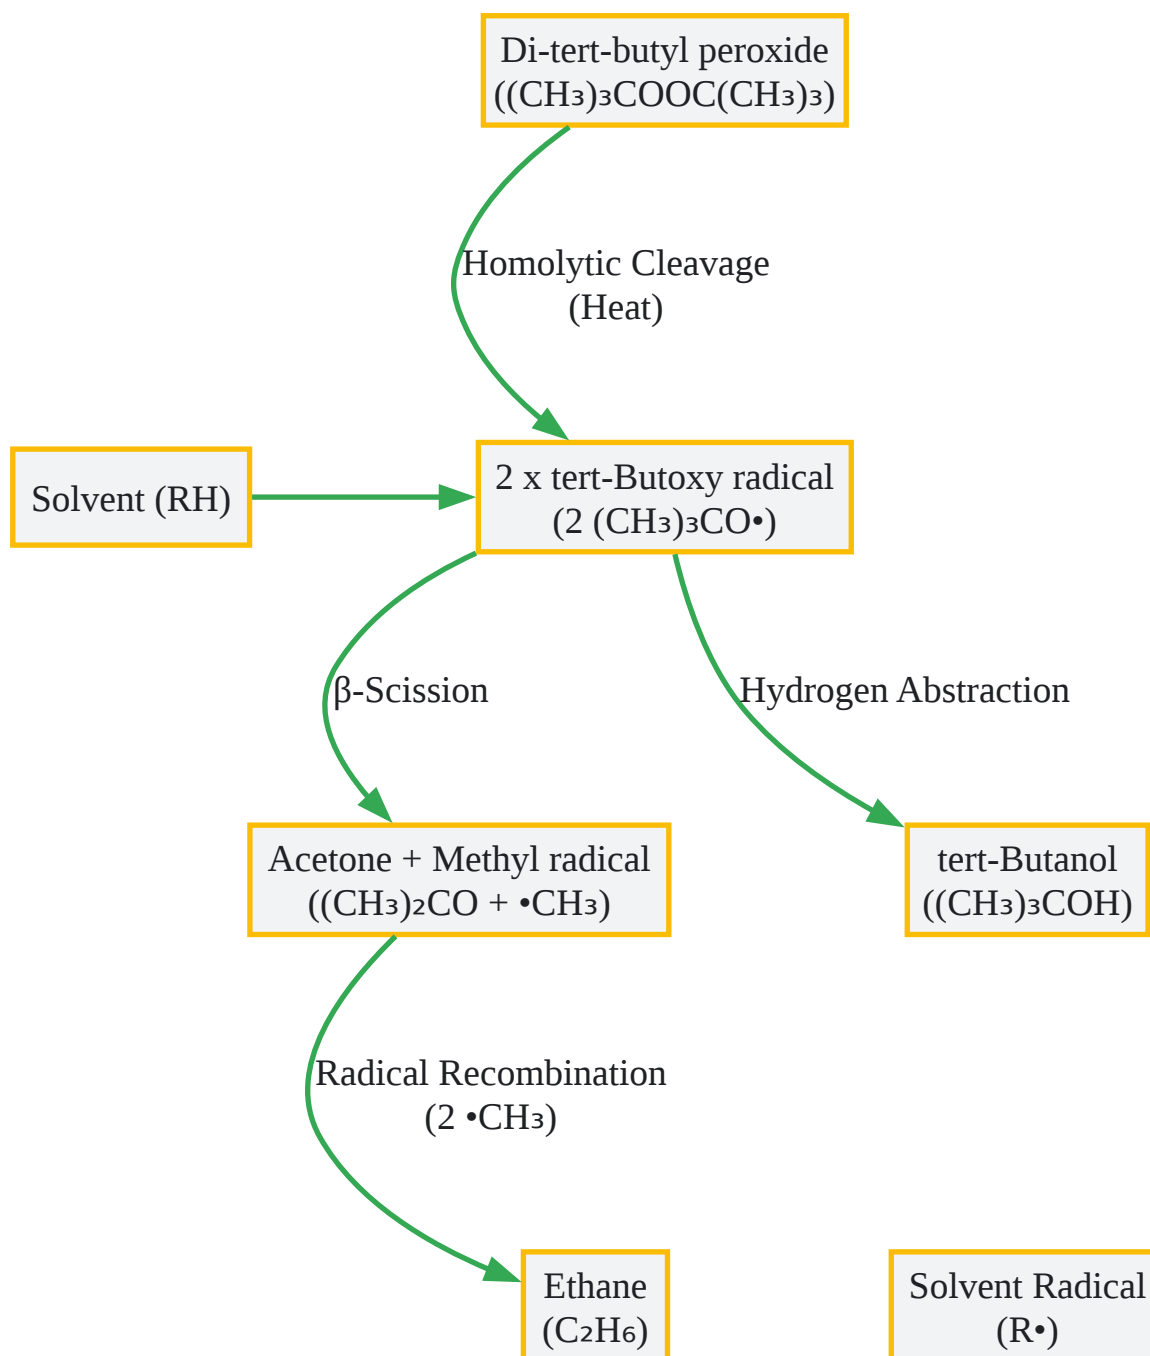 Di-tert-butyl peroxide
((CH₃)₃COOC(CH₃)₃)
Homolytic Cleavage
(Heat)
Solvent (RH)
2 x tert-Butoxy radical
(2 (CH₃)₃CO•)
β-Scission
Hydrogen Abstraction
Acetone + Methyl radical
((CH₃)₂CO + •CH₃)
tert-Butanol
((CH₃)₃COH)
Radical Recombination
(2 •CH₃)
Ethane
(C₂H₆)
Solvent Radical
(R•)